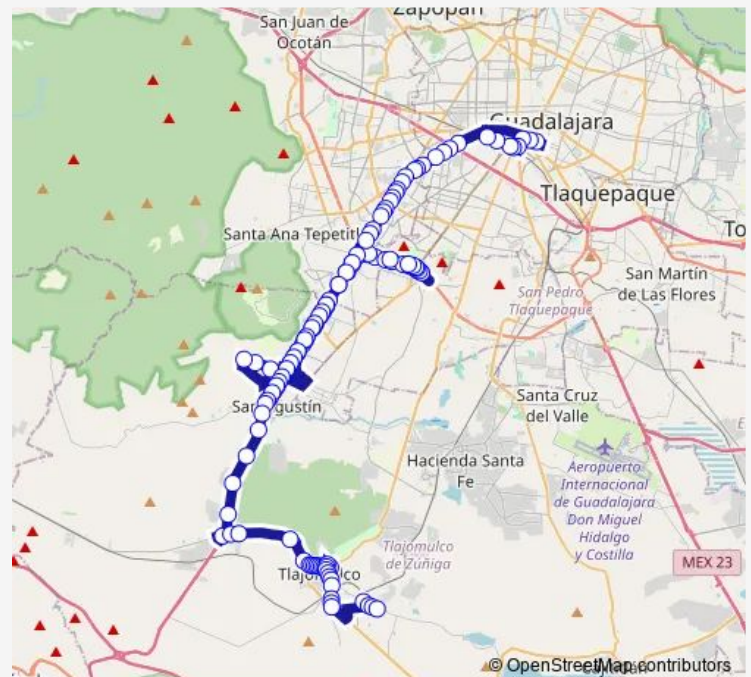 Zapopan
San Juan de
Ocotán
Guadalajara
Tlaquepaque
Santa Ana Tepetitl
San Martín
de Las Flores
San Pedro
Tlaquepaque
Santa Cruz
del Valle
San Agustín
Hacienda Santa
Fe
Aeropuerto
Internacional
de Guadalajara
Don Miguel
Hidalgo
y Costilla
Tlajomulco
de Zúñiga
MEX 23
Tlajomulco
© OpenStreetMap contributors